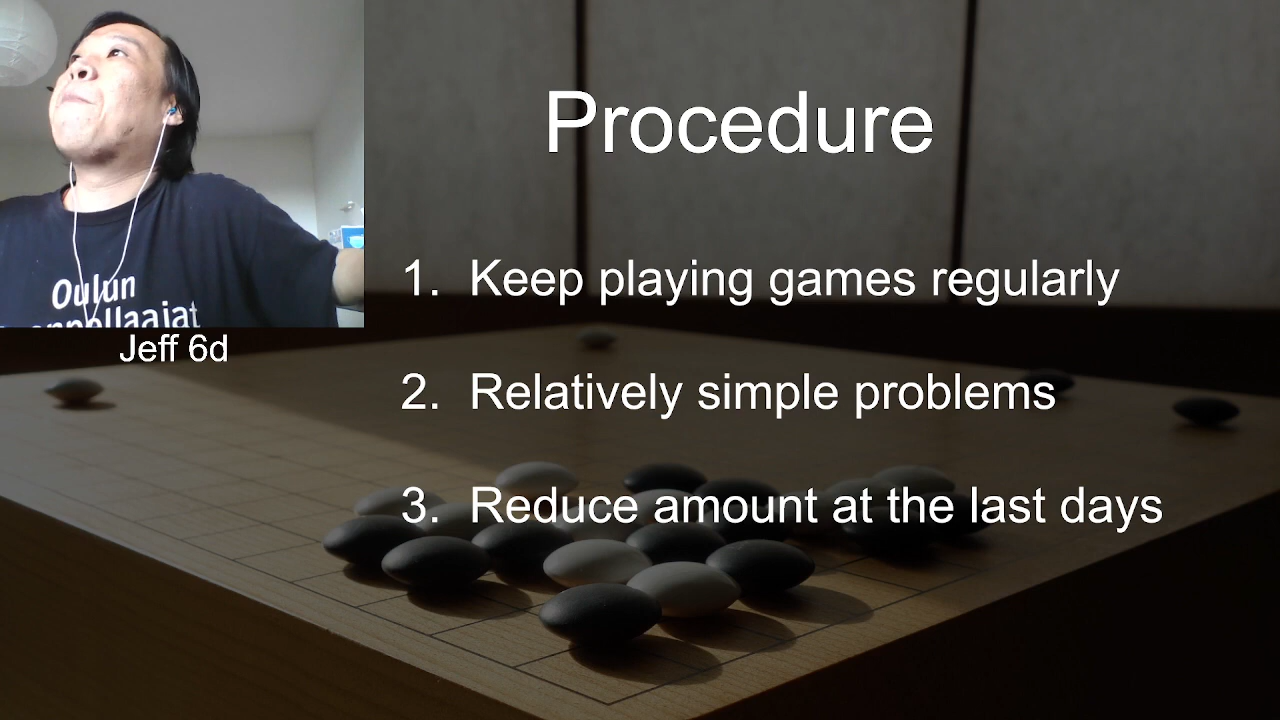 Procedure
Oulun
Jeff 6d
1. Keep playing games regularly
2. Relatively simple problems
3. Reduce amount at the last days